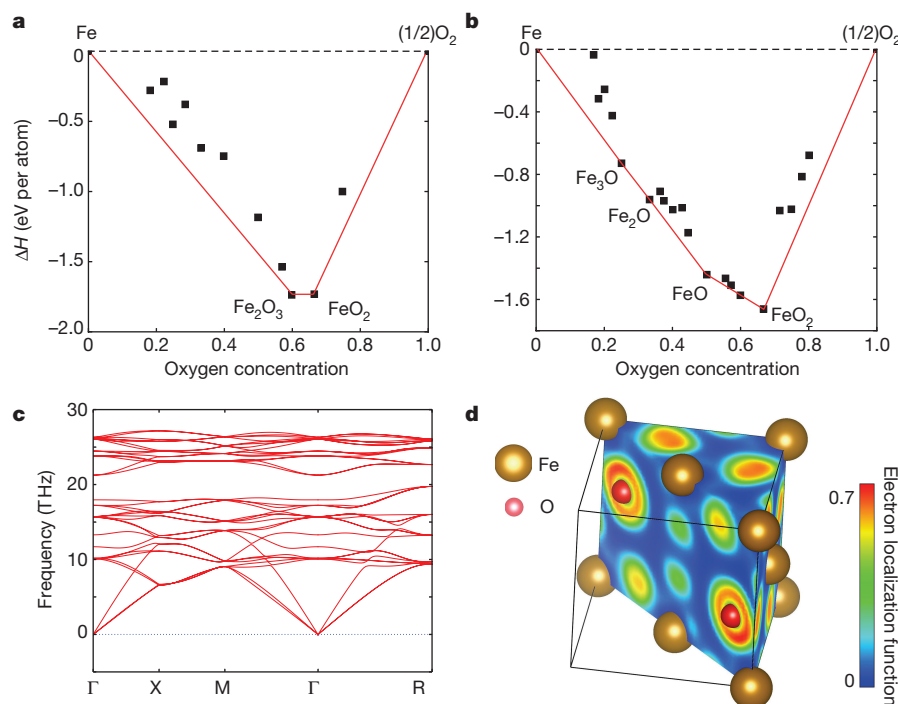 a
Fe
(1/2)O2
0
−0.5
−1.0
−1.5
−2.0
ΔH (eV per atom)
Fe2O3
FeO2
0 0.2 0.4 0.6 0.8 1.0
Oxygen concentration
b
Fe
(1/2)O2
0
−0.4
−0.8
−1.2
−1.6
Fe3O
Fe2O
FeO
FeO2
0 0.2 0.4 0.6 0.8 1.0
Oxygen concentration
c
30
20
10
0
Frequency (THz)
Γ X M Γ R
d
Fe
O
0.7
0
Electron localization function